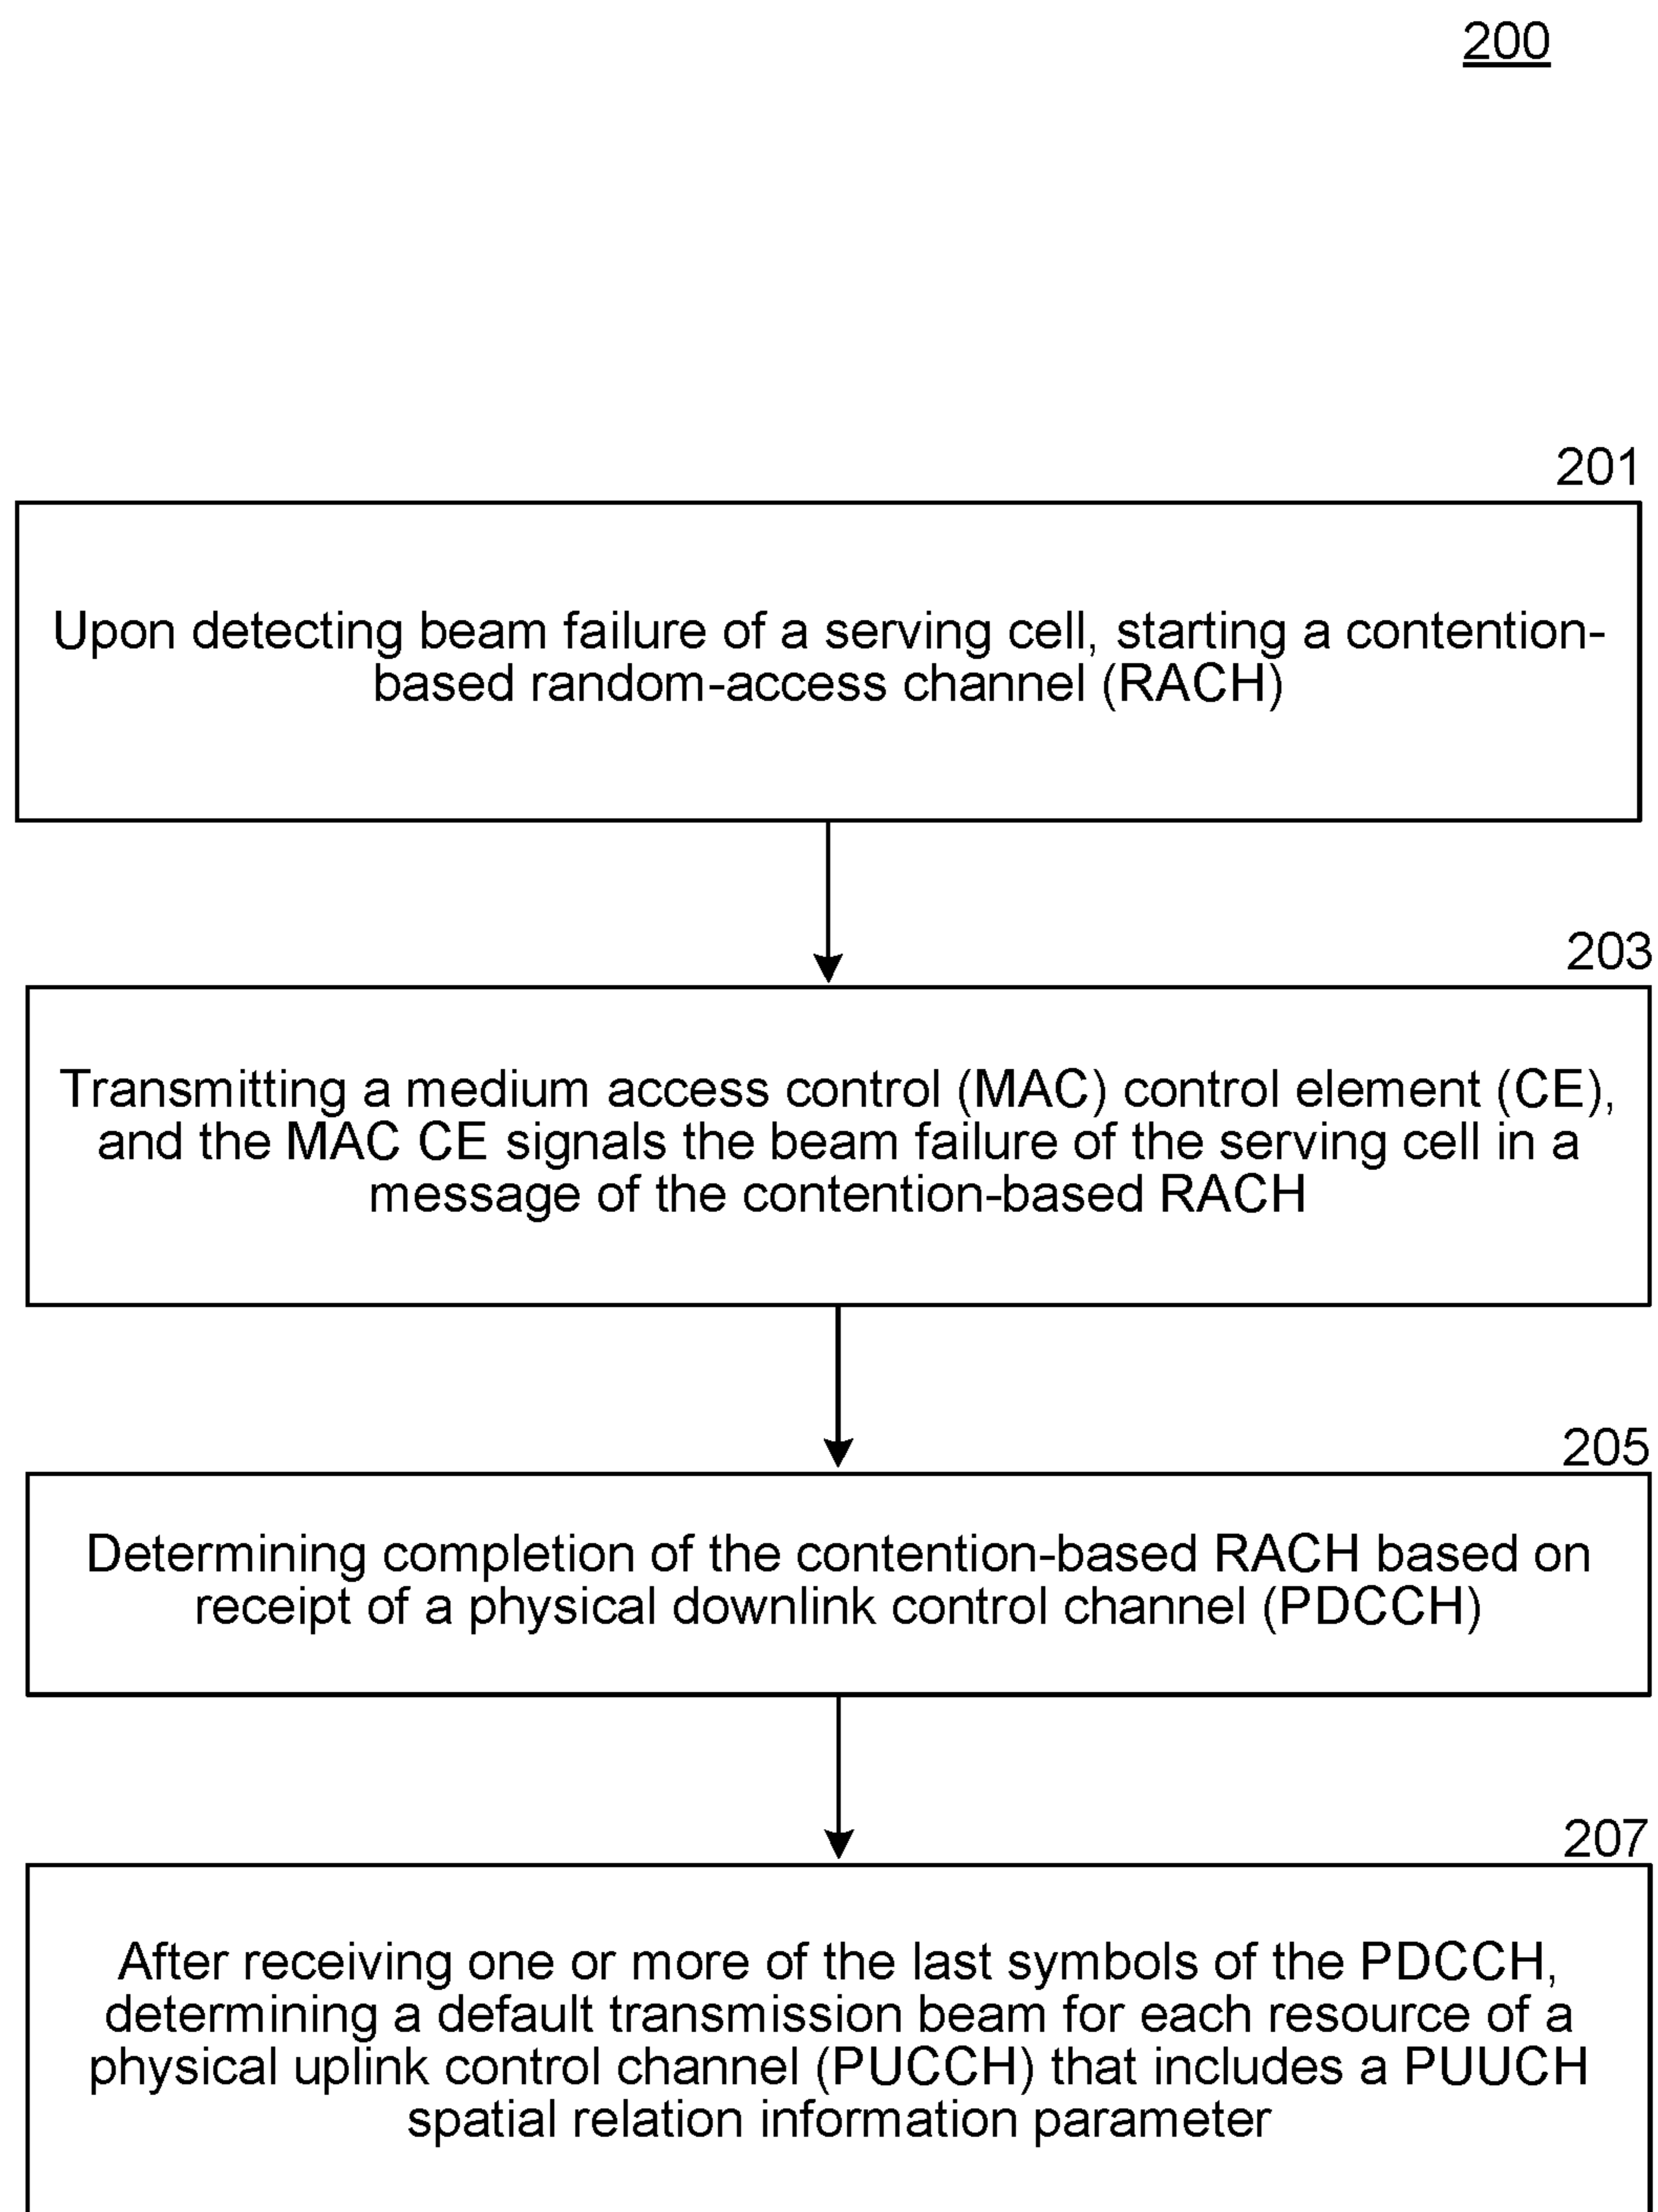 200
201
Upon detecting beam failure of a serving cell, starting a contention-
based random-access channel (RACH)
203
Transmitting a medium access control (MAC) control element (CE),
and the MAC CE signals the beam failure of the serving cell in a
message of the contention-based RACH
205
Determining completion of the contention-based RACH based on
receipt of a physical downlink control channel (PDCCH)
207
After receiving one or more of the last symbols of the PDCCH,
determining a default transmission beam for each resource of a
physical uplink control channel (PUCCH) that includes a PUUCH
spatial relation information parameter